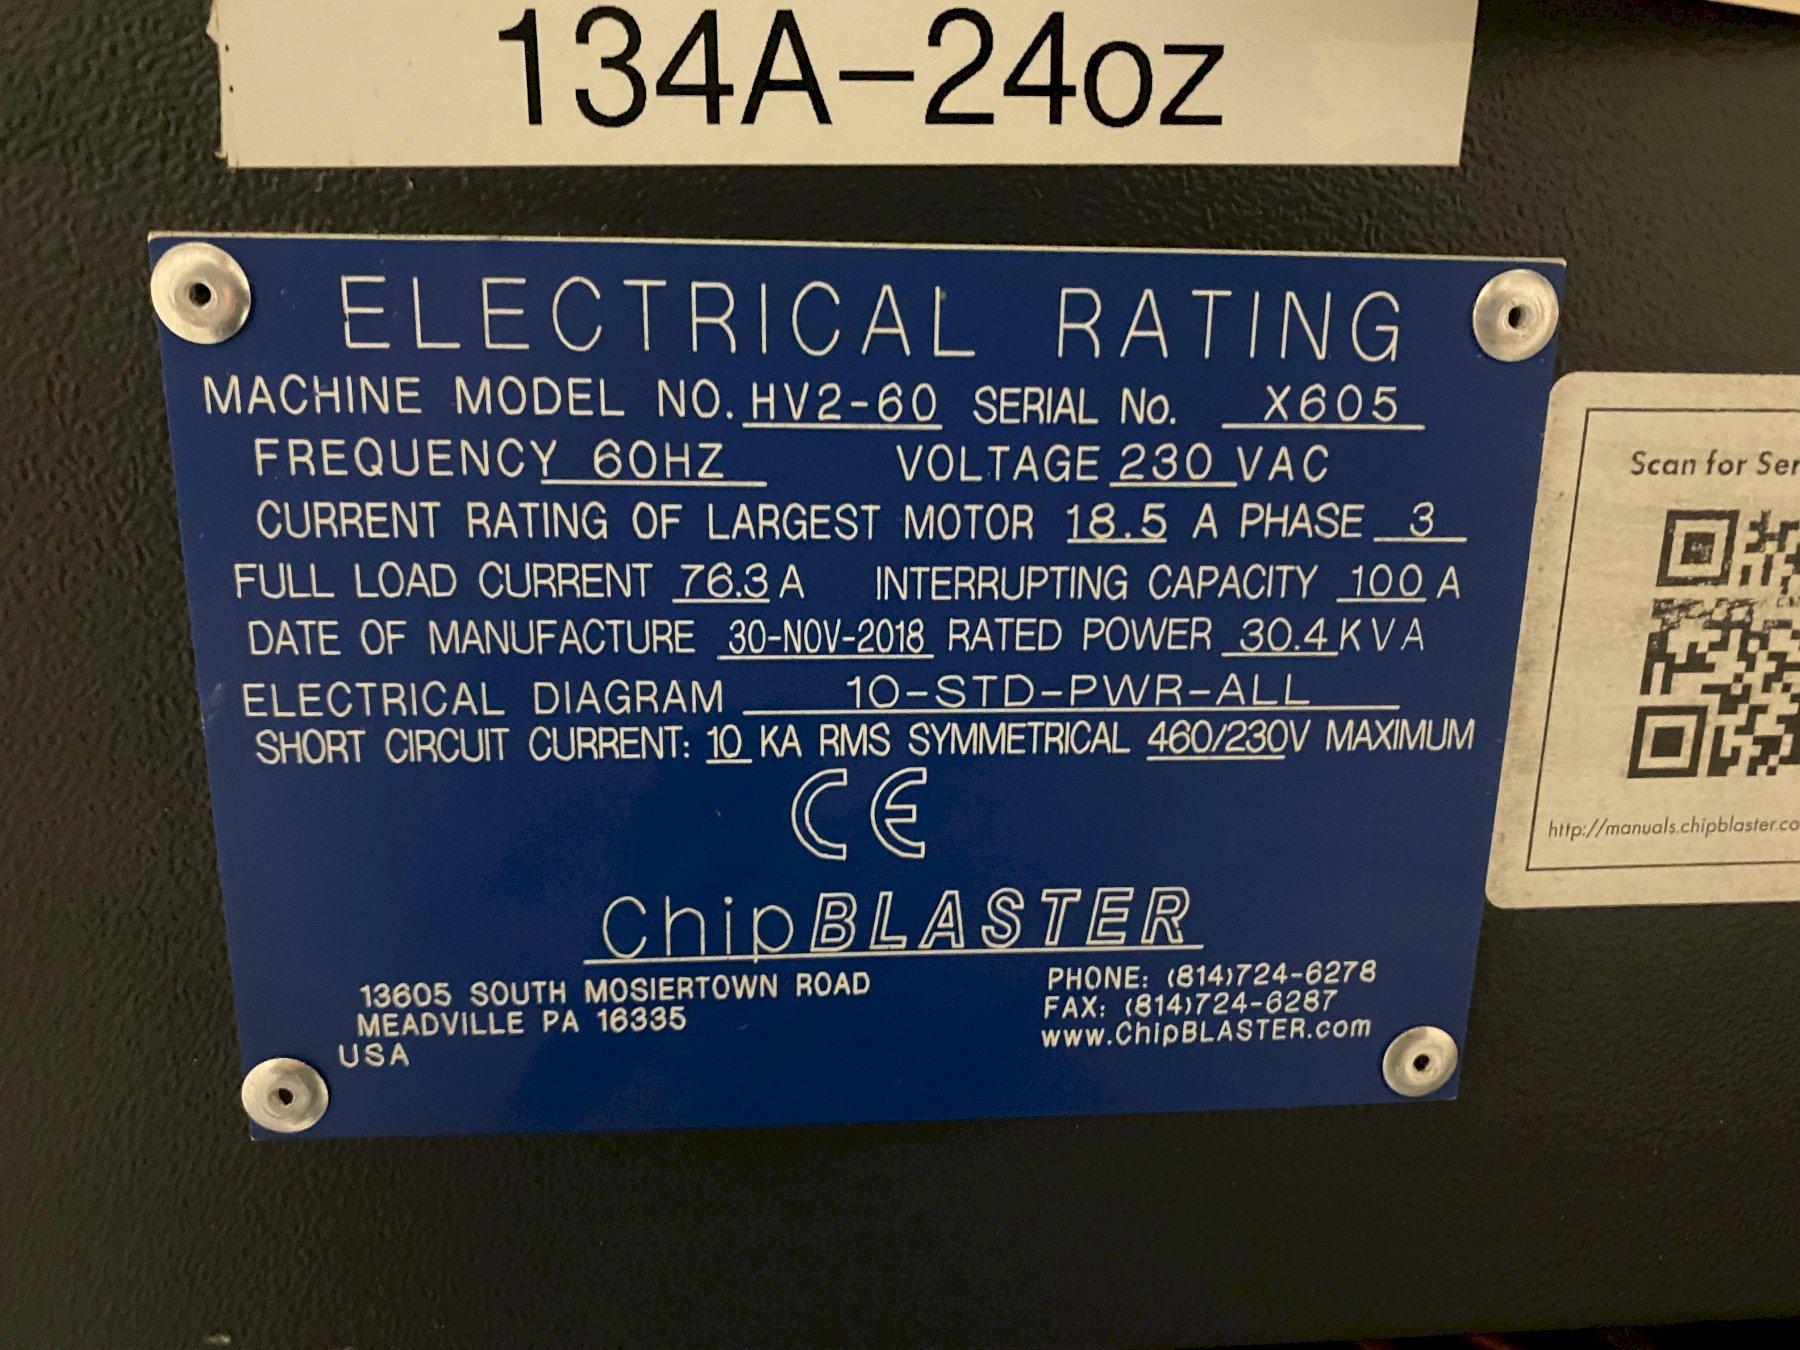 134A-24oz
ELECTRICAL RATING
MACHINE MODEL NO. HV2-60 SERIAL No. X605
FREQUENCY 60HZ VOLTAGE 230 VAC
CURRENT RATING OF LARGEST MOTOR 18.5 A PHASE 3
FULL LOAD CURRENT 76.3 A INTERRUPTING CAPACITY 100 A
DATE OF MANUFACTURE 30-NOV-2018 RATED POWER 30.4 KVA
ELECTRICAL DIAGRAM 10-STD-PWR-ALL
SHORT CIRCUIT CURRENT: 10 KA RMS SYMMETRICAL 460/230V MAXIMUM
CE
ChipBLASTER
13605 SOUTH MOSIERTOWN ROAD
MEADVILLE PA 16335
USA
PHONE: (814)724-6278
FAX: (814)724-6287
www.ChipBLASTER.com
Scan for Ser
http://manuals.chipblaster.co